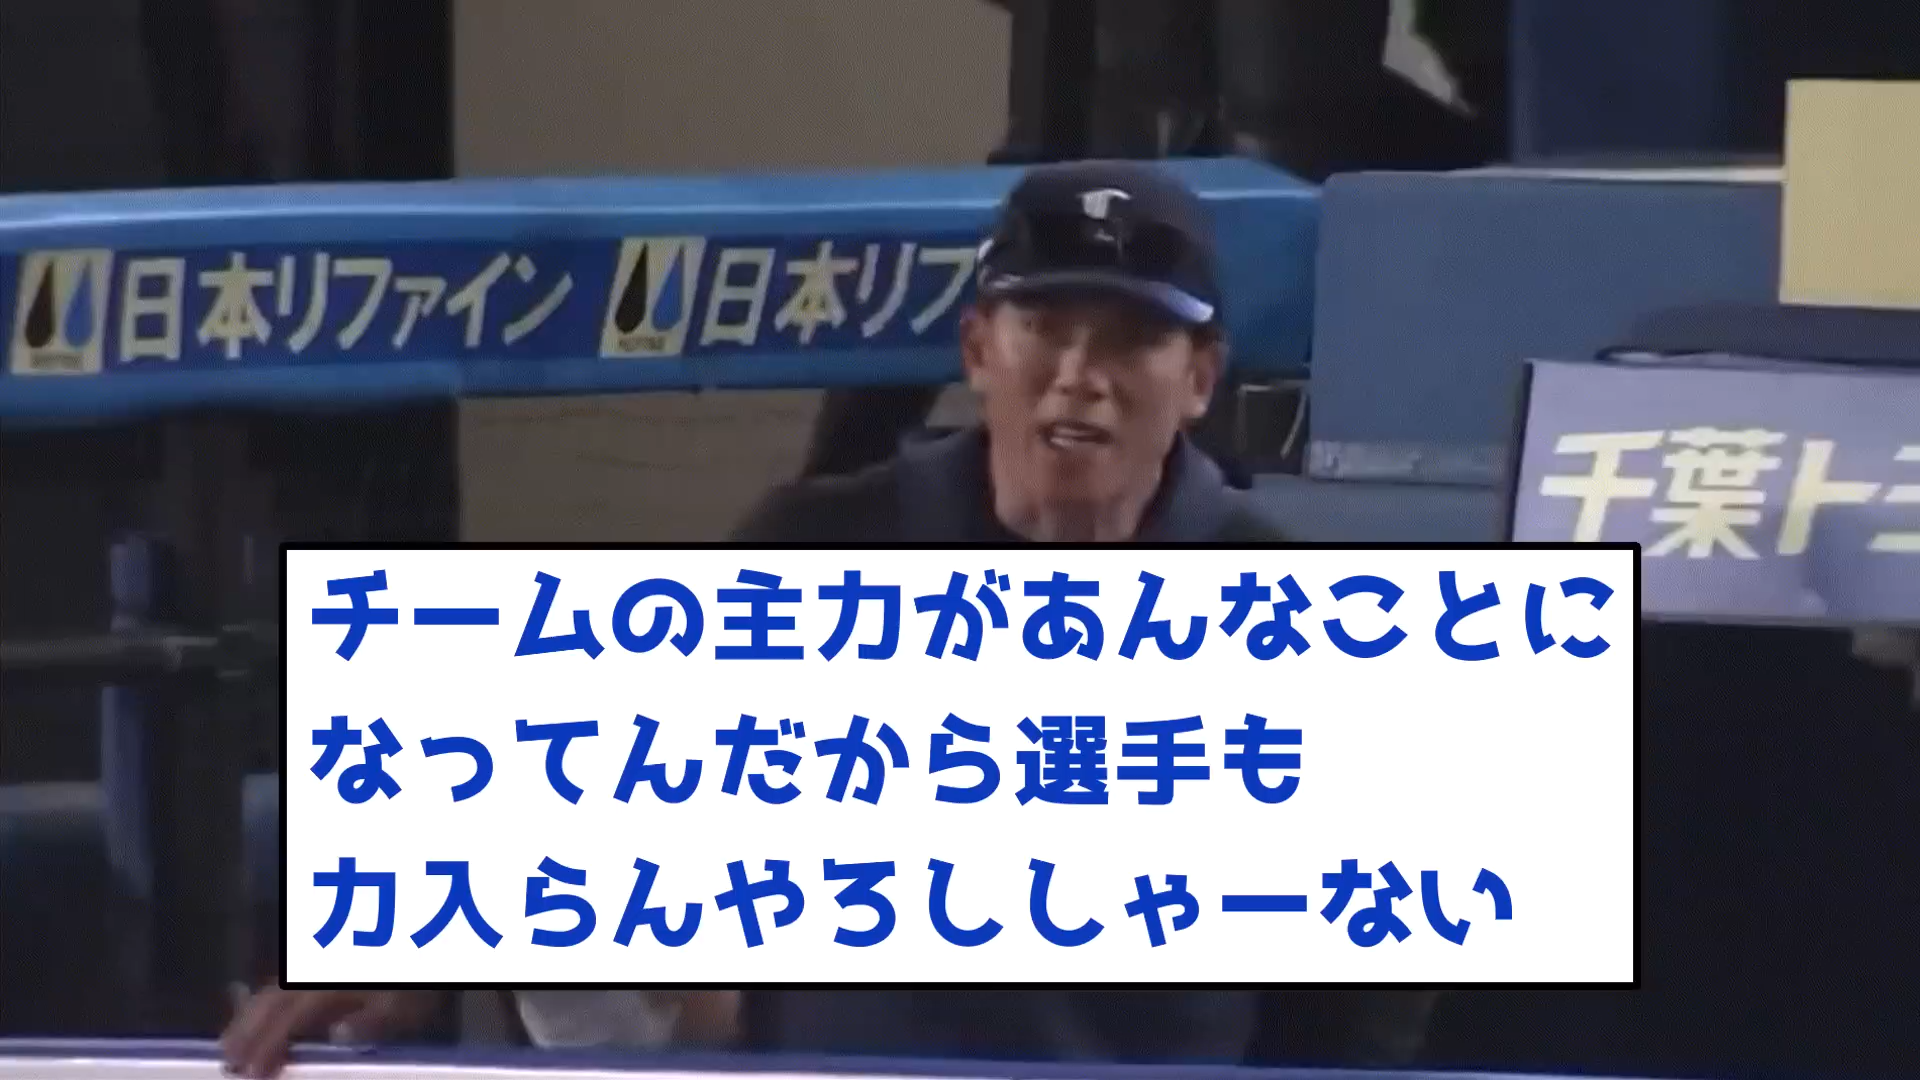 日本リファイン
日本リフ
千葉ト
チームの主力があんなことに
なってんだから選手も
力入らんやろししゃーない